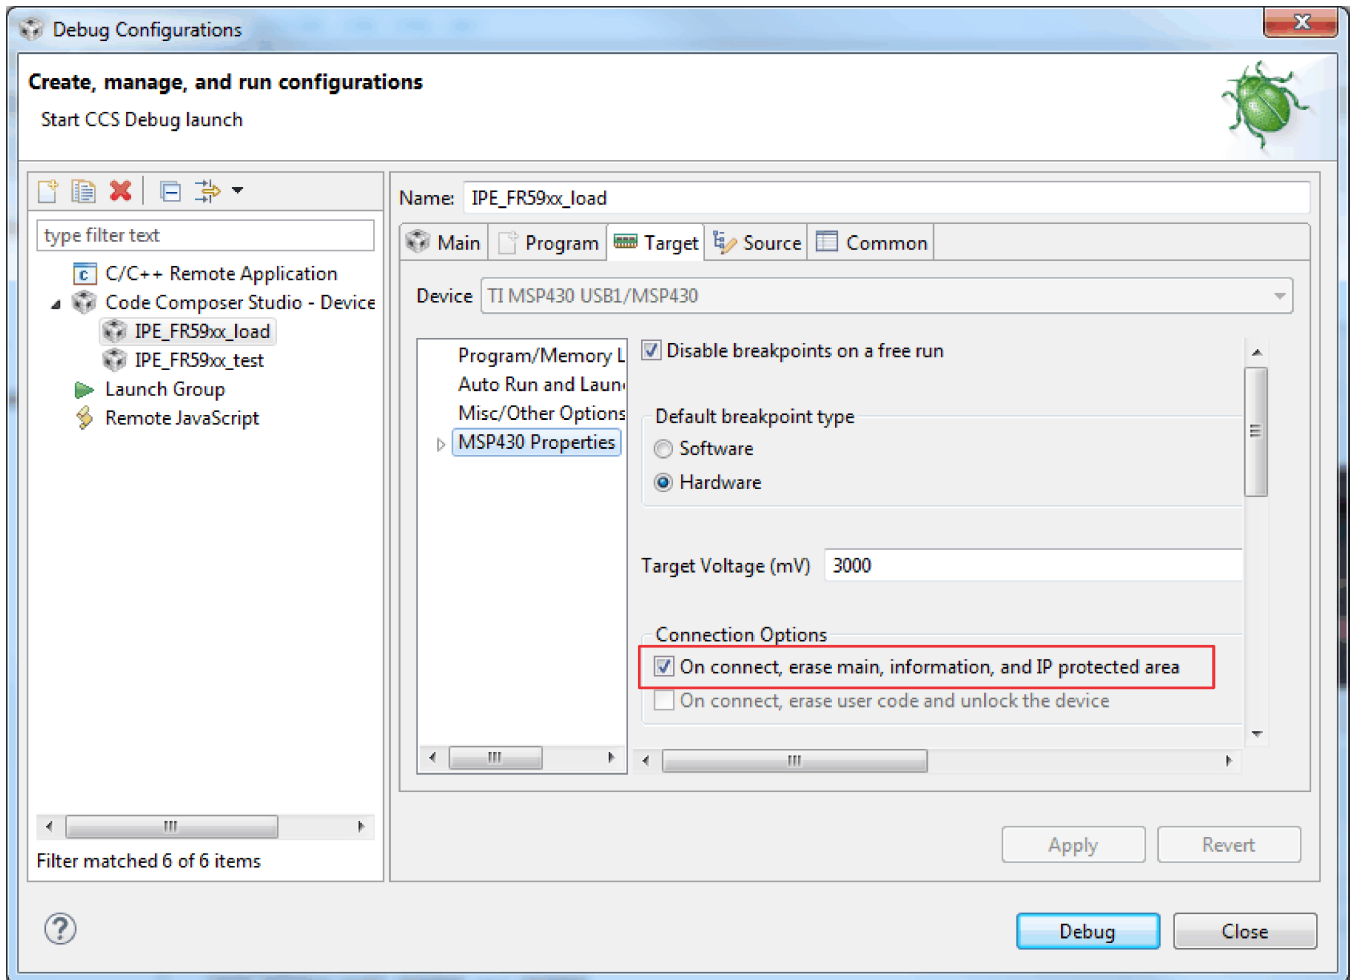 Debug Configurations
Create, manage, and run configurations
Start CCS Debug launch
type filter text
C/C++ Remote Application
Code Composer Studio - Device
IPE_FR59xx_load
IPE_FR59xx_test
Launch Group
Remote JavaScript
Filter matched 6 of 6 items
Name: IPE_FR59xx_load
Main Program Target Source Common
Device TI MSP430 USB1/MSP430
Program/Memory L
Auto Run and Laun
Misc/Other Options
MSP430 Properties
Disable breakpoints on a free run
Default breakpoint type
Software
Hardware
Target Voltage (mV) 3000
Connection Options
On connect, erase main, information, and IP protected area
On connect, erase user code and unlock the device
Apply Revert
Debug Close